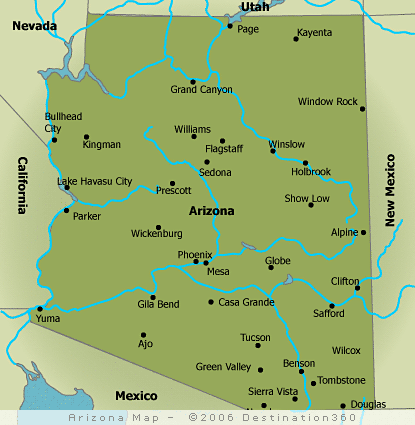 Utah
Nevada
Page
Kayenta
Grand Canyon
Window Rock
Bullhead
City
Kingman
Williams
Flagstaff
Winslow
Sedona
Holbrook
California
Lake Havasu City
Prescott
New Mexico
Parker
Arizona
Show Low
Wickenburg
Alpine
Phoenix
Mesa
Globe
Clifton
Yuma
Gila Bend
Casa Grande
Safford
Ajo
Tucson
Wilcox
Green Valley
Benson
Tombstone
Mexico
Sierra Vista
Douglas
Arizona Map - ©2006 Destination360